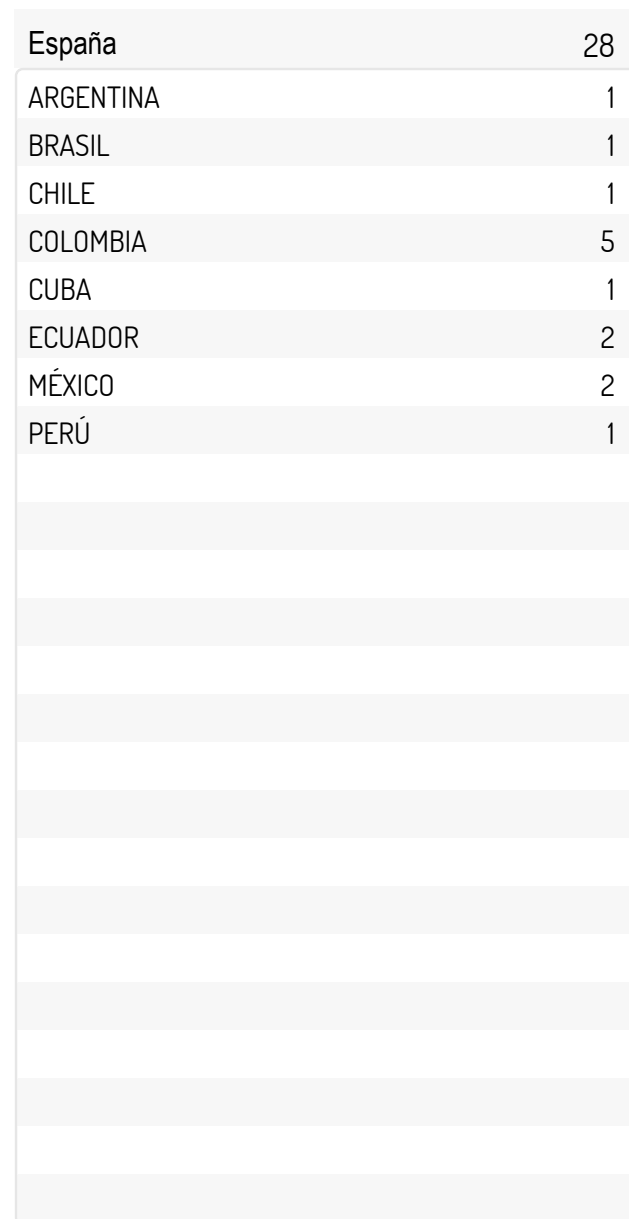 España 28
ARGENTINA 1
BRASIL 1
CHILE 1
COLOMBIA 5
CUBA 1
ECUADOR 2
MÉXICO 2
PERÚ 1